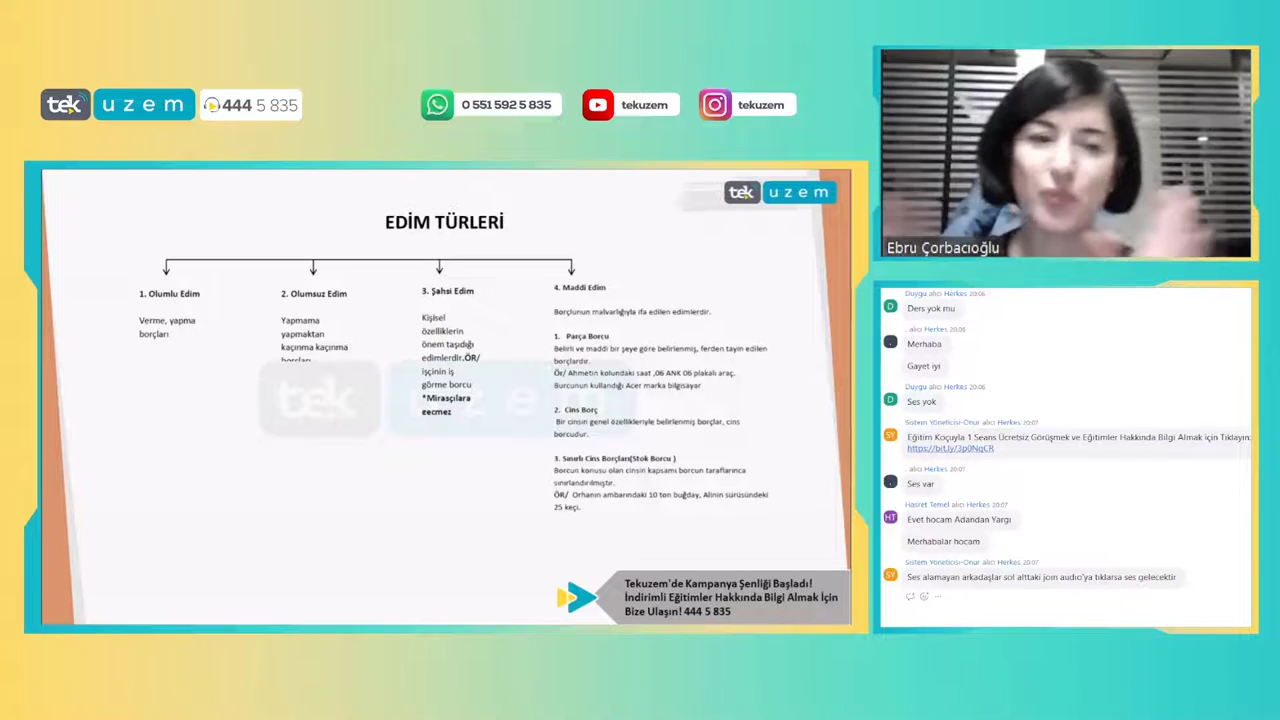 tek uzem 444 5 835
0 551 592 5 835
tekuzem
tekuzem
tek uzem
EDİM TÜRLERİ
1. Olumlu Edim
Verme, yapma
borçları
2. Olumsuz Edim
Yapmama
yapmaktan
kaçınma kaçınma
borçları
3. Şahsi Edim
Kişisel
özelliklerin
önem taşıdığı
edimlerdir.ÖR/
işçinin iş
görme borcu
*Mirasçılara
geçmez
4. Maddi Edim
Borçlunun malvarlığıyla ifa edilen edimlerdir.
1. Parça Borcu
Belirli ve maddi bir şeye göre belirlenmiş, ferden tayin edilen
borçlardır.
Ör/ Ahmetin kolundaki saat ,06 ANK 06 plakalı araç.
Burcunun kullandığı Acer marka bilgisayar
2. Cins Borç
Bir cinsin genel özellikleriyle belirlenmiş borçlar, cins
borcudur.
3. Sınırlı Cins Borçları(Stok Borcu )
Borcun konusu olan cinsin kapsamı borcun taraflarınca
sınırlandırılmıştır.
ÖR/ Orhanın ambarındaki 10 ton buğday, Alinin sürüsündeki
25 keçi.
tek uzem
Tekuzem'de Kampanya Şenliği Başladı!
İndirimli Eğitimler Hakkında Bilgi Almak İçin
Bize Ulaşın! 444 5 835
Ebru Çorbacıoğlu
Duygu alıcı Herkes 20:06
D
Ders yok mu
. alıcı Herkes 20:06
Merhaba
Gayet iyi
Duygu alıcı Herkes 20:06
D
Ses yok
Sistem Yöneticisi-Onur alıcı Herkes 20:07
SY
Eğitim Koçuyla 1 Seans Ücretsiz Görüşmek ve Eğitimler Hakkında Bilgi Almak için Tıklayın:
https://bit.ly/3p0NqCR
. alıcı Herkes 20:07
Ses var
Hasret Temel alıcı Herkes 20:07
HT
Evet hocam Adandan Yargı
Merhabalar hocam
Sistem Yöneticisi-Onur alıcı Herkes 20:07
SY
Ses alamayan arkadaşlar sol alttaki join audio'ya tıklarsa ses gelecektir